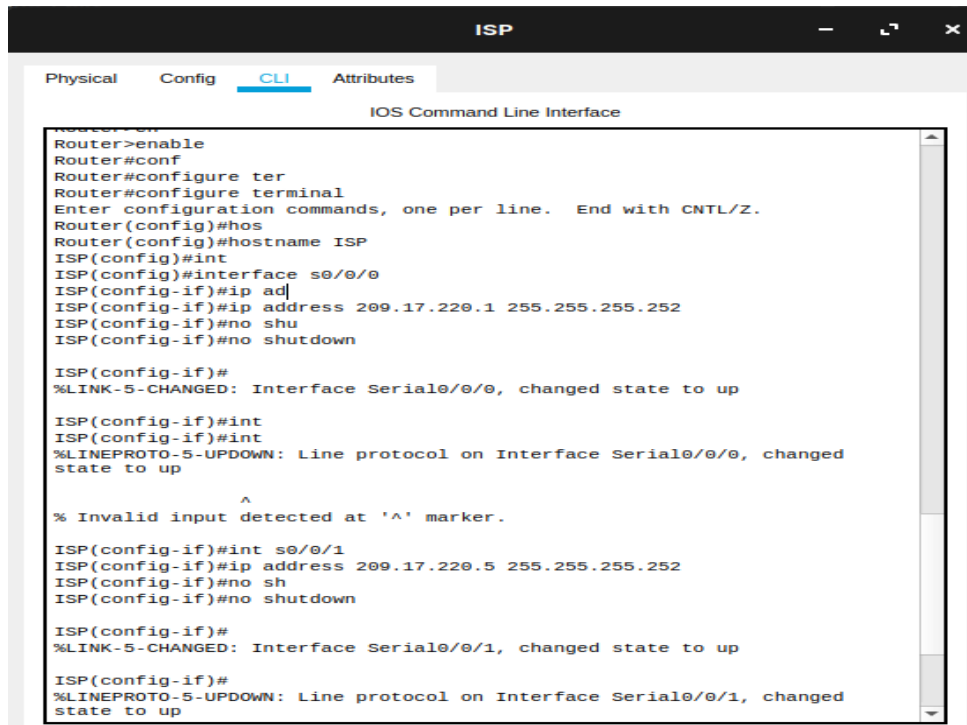 ISP
Physical Config CLI Attributes
IOS Command Line Interface
Router>enable
Router#conf
Router#configure ter
Router#configure terminal
Enter configuration commands, one per line.  End with CNTL/Z.
Router(config)#hos
Router(config)#hostname ISP
ISP(config)#int
ISP(config)#interface s0/0/0
ISP(config-if)#ip ad
ISP(config-if)#ip address 209.17.220.1 255.255.255.252
ISP(config-if)#no shu
ISP(config-if)#no shutdown
ISP(config-if)#
%LINK-5-CHANGED: Interface Serial0/0/0, changed state to up
ISP(config-if)#int
ISP(config-if)#int
%LINEPROTO-5-UPDOWN: Line protocol on Interface Serial0/0/0, changed
state to up
^
% Invalid input detected at '^' marker.
ISP(config-if)#int s0/0/1
ISP(config-if)#ip address 209.17.220.5 255.255.255.252
ISP(config-if)#no sh
ISP(config-if)#no shutdown
ISP(config-if)#
%LINK-5-CHANGED: Interface Serial0/0/1, changed state to up
ISP(config-if)#
%LINEPROTO-5-UPDOWN: Line protocol on Interface Serial0/0/1, changed
state to up